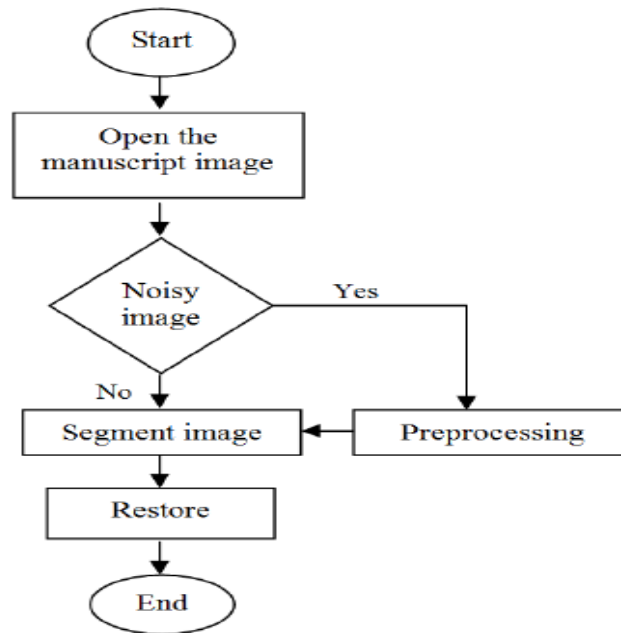 Start
Open the
manuscript image
Noisy
image
Yes
No
Segment image
Preprocessing
Restore
End